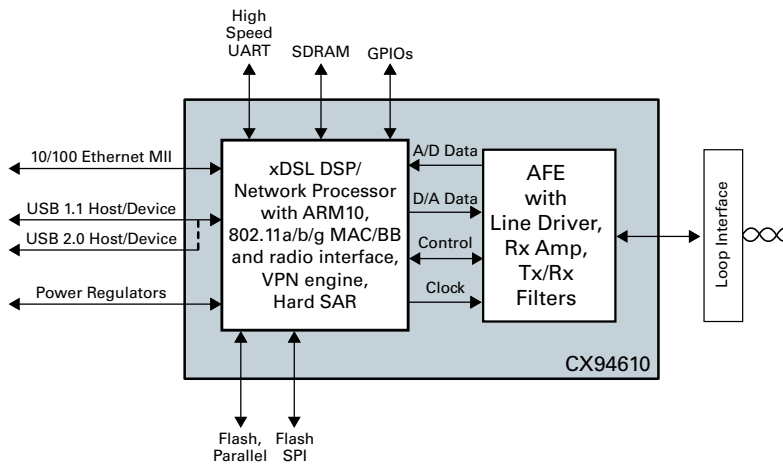 High
Speed
UART
SDRAM
GPIOs
10/100 Ethernet MII
USB 1.1 Host/Device
USB 2.0 Host/Device
Power Regulators
xDSL DSP/
Network Processor
with ARM10,
802.11a/b/g MAC/BB
and radio interface,
VPN engine,
Hard SAR
A/D Data
D/A Data
Control
Clock
AFE
with
Line Driver,
Rx Amp,
Tx/Rx
Filters
Loop Interface
CX94610
Flash,
Parallel
Flash
SPI